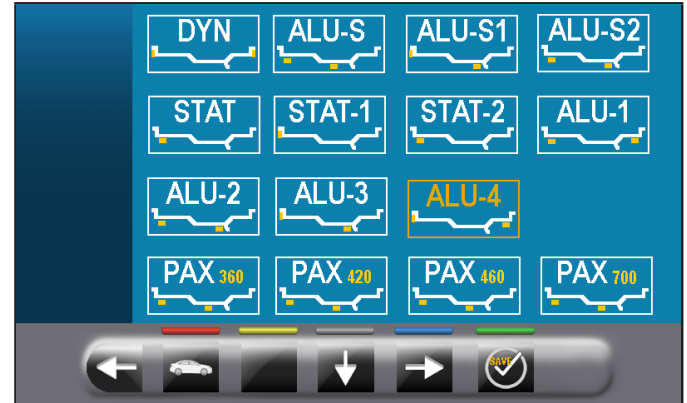 DYN ALU-S ALU-S1 ALU-S2
STAT STAT-1 STAT-2 ALU-1
ALU-2 ALU-3 ALU-4
PAX 360 PAX 420 PAX 460 PAX 700
SAVE